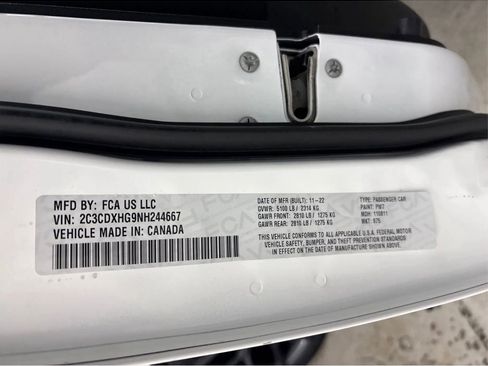 MFD BY: FCA US LLC
VIN: 2C3CDXHG9NH244667
VEHICLE MADE IN: CANADA
DATE OF MFR (BUILT): 11-22
GVWR: 5100 LB / 2314 KG
GAWR FRONT: 2810 LB / 1275 KG
GAWR REAR: 2810 LB / 1275 KG
TYPE: PASSENGER CAR
PAINT: PW7
MDH: 110811
MKT: 975
THIS VEHICLE CONFORMS TO ALL APPLICABLE U.S.A. FEDERAL MOTOR
VEHICLE SAFETY, BUMPER, AND THEFT PREVENTION STANDARDS
IN EFFECT ON THE DATE OF MANUFACTURE SHOWN ABOVE.